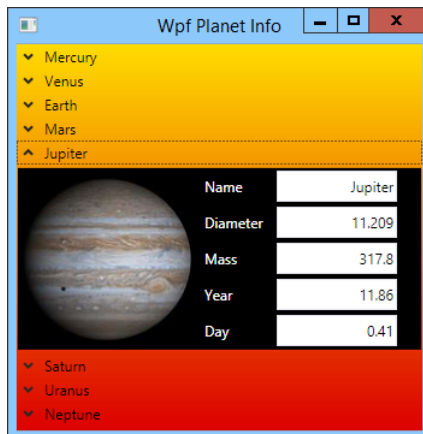 Wpf Planet Info
Mercury
Venus
Earth
Mars
Jupiter
Name Jupiter
Diameter 11.209
Mass 317.8
Year 11.86
Day 0.41
Saturn
Uranus
Neptune